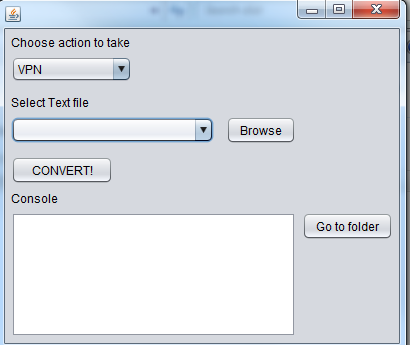 Choose action to take
VPN
Select Text file
Browse
CONVERT!
Console
Go to folder